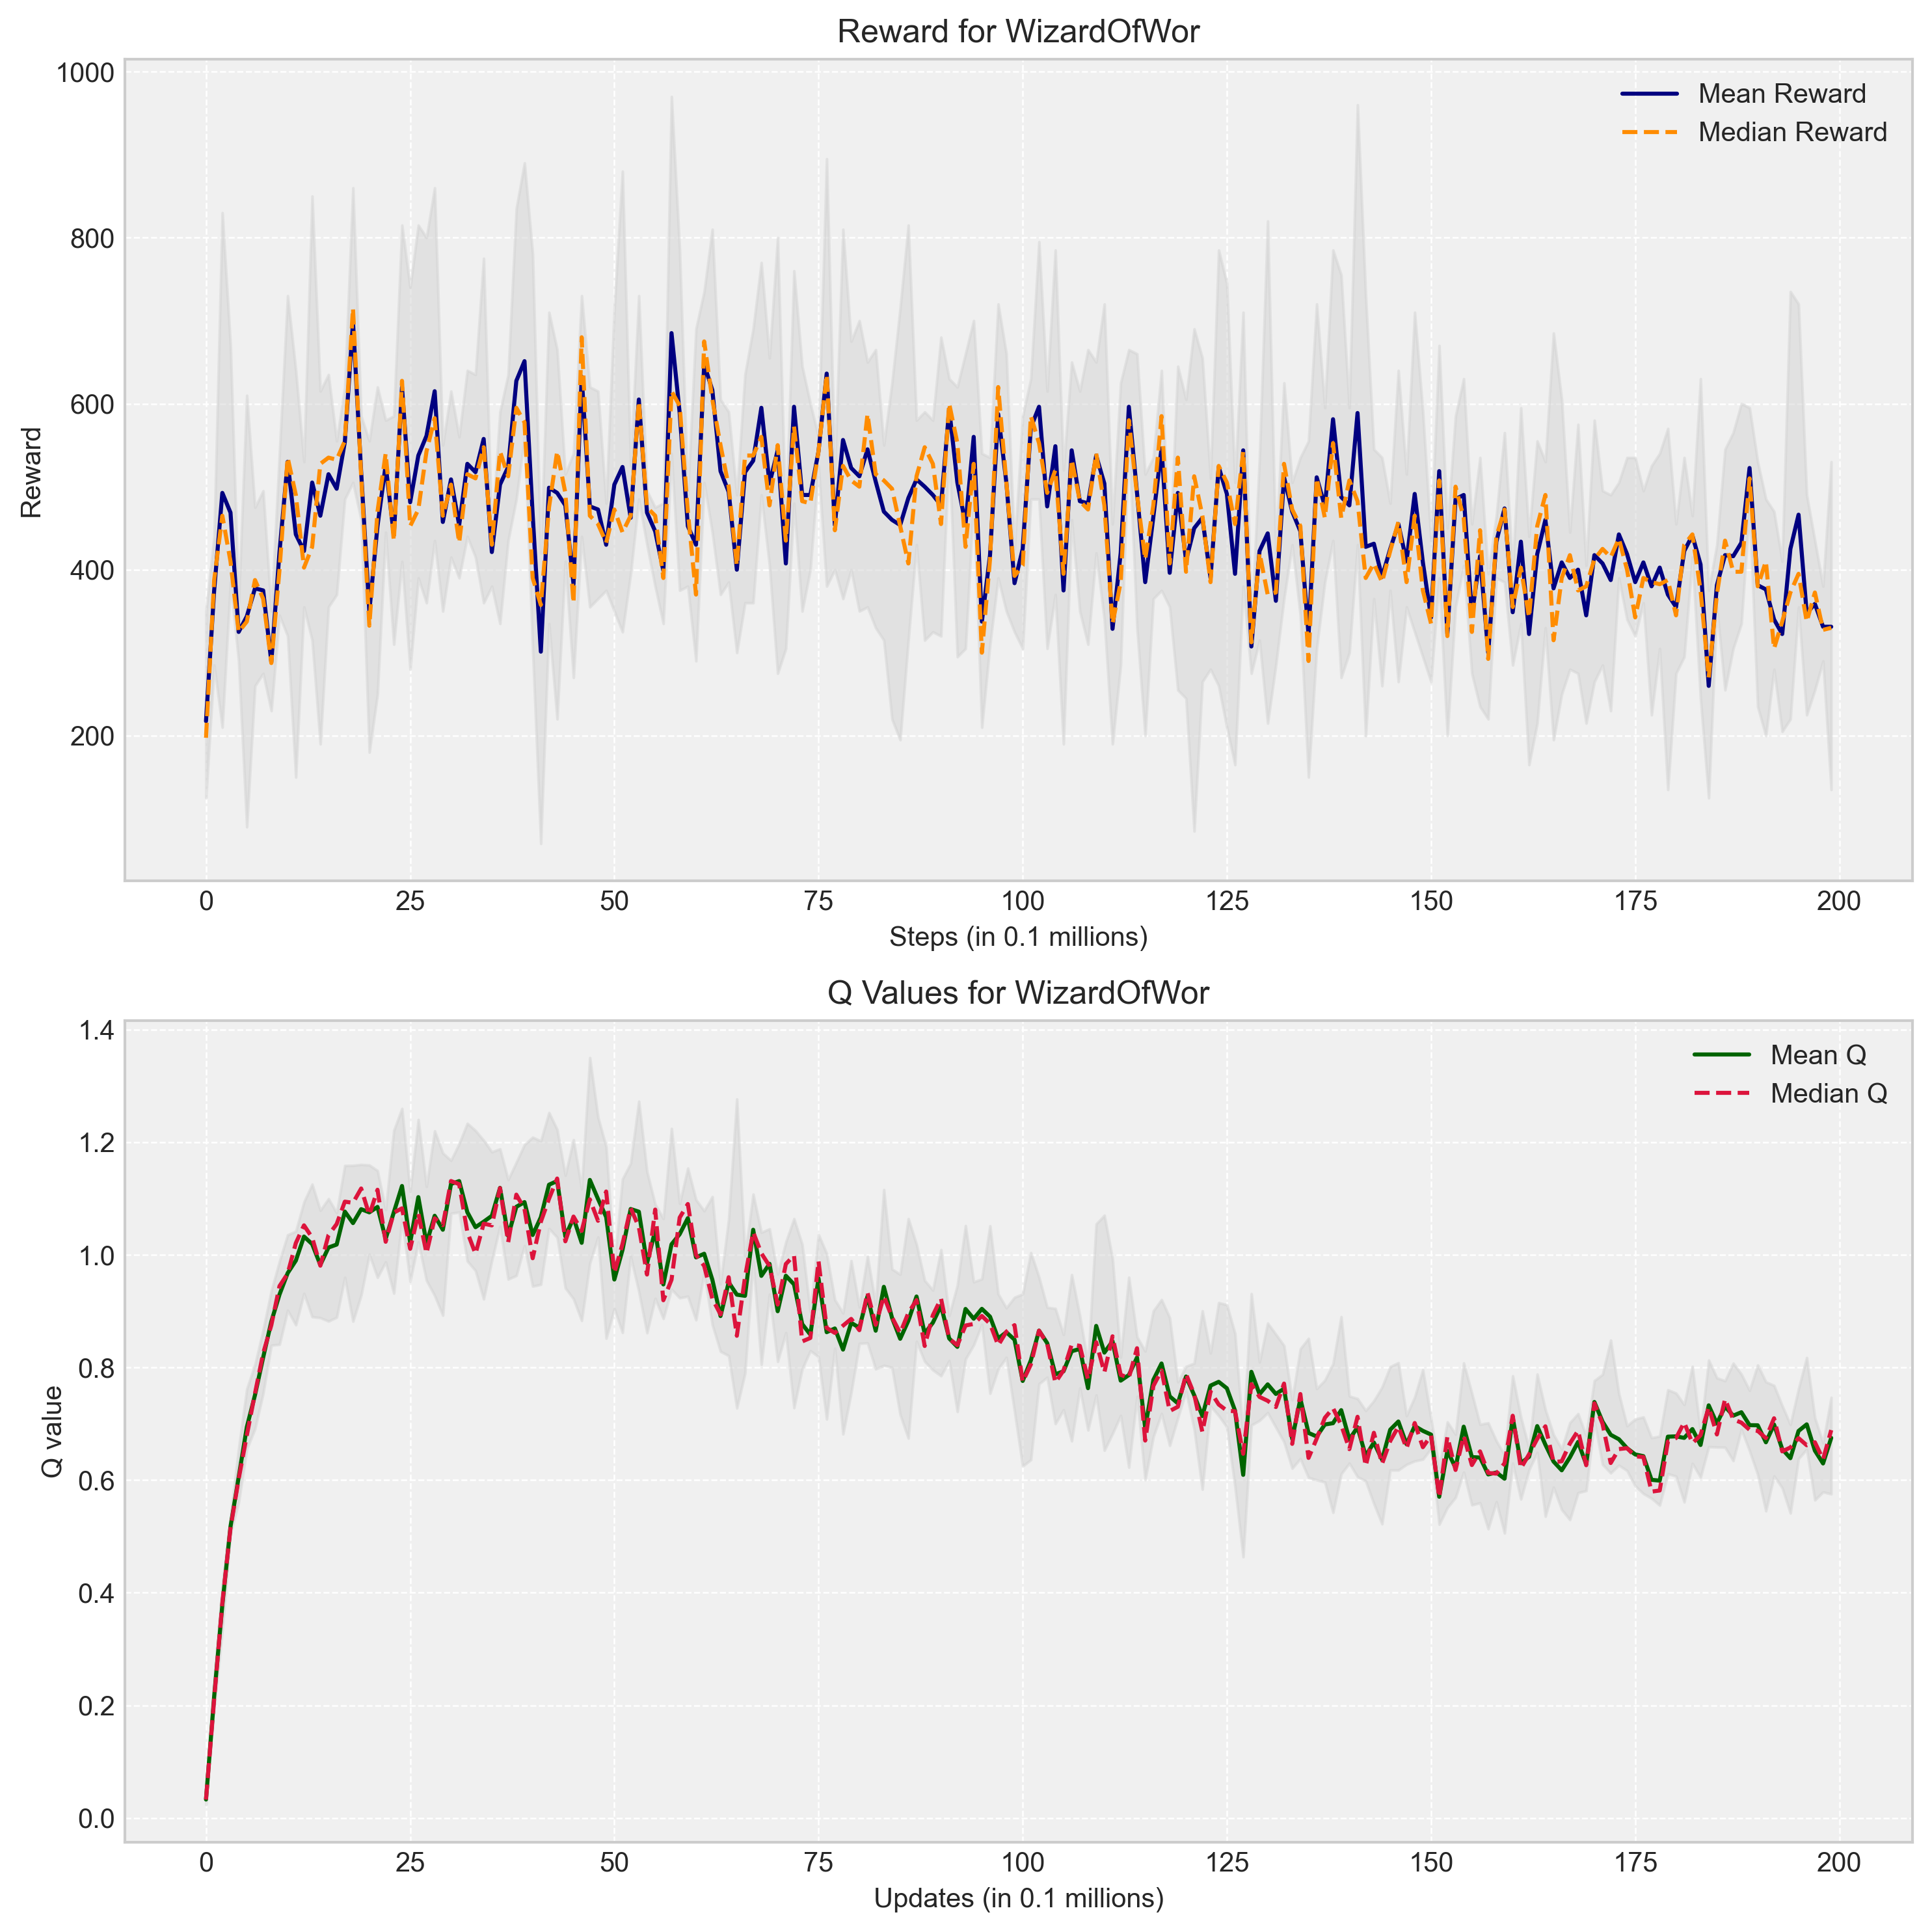 Reward for WizardOfWor
1000
800
600
400
200
Reward
Mean Reward
Median Reward
0 25 50 75 100 125 150 175 200
Steps (in 0.1 millions)
Q Values for WizardOfWor
1.4
1.2
1.0
0.8
0.6
0.4
0.2
0.0
Q value
Mean Q
Median Q
0 25 50 75 100 125 150 175 200
Updates (in 0.1 millions)